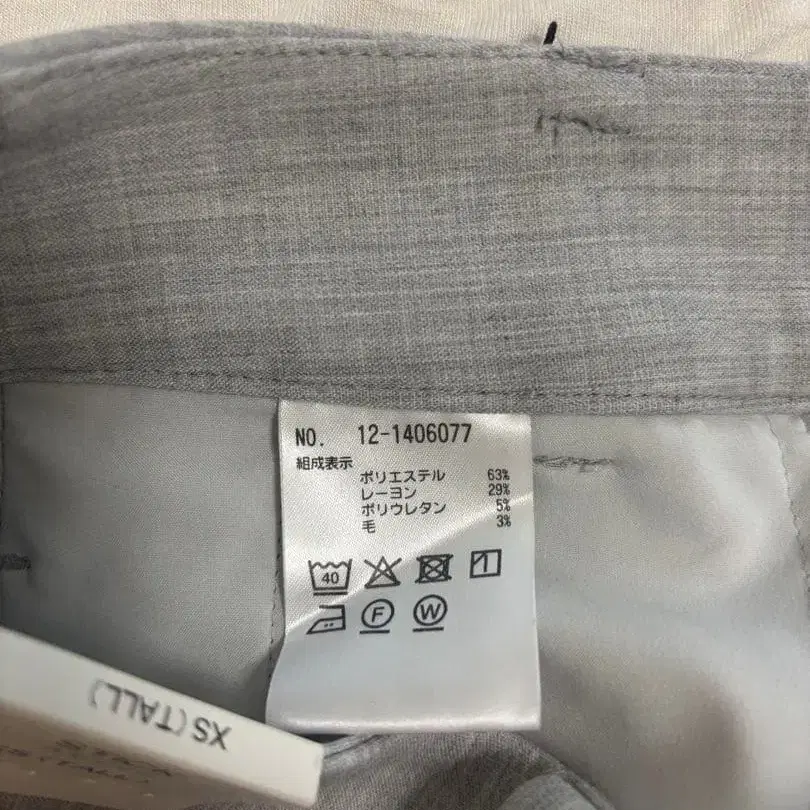 NO. 12-1406077
組成表示
ポリエステル 63%
レーヨン 29%
ポリウレタン 5%
毛 3%
40
F W
XS(TALL)